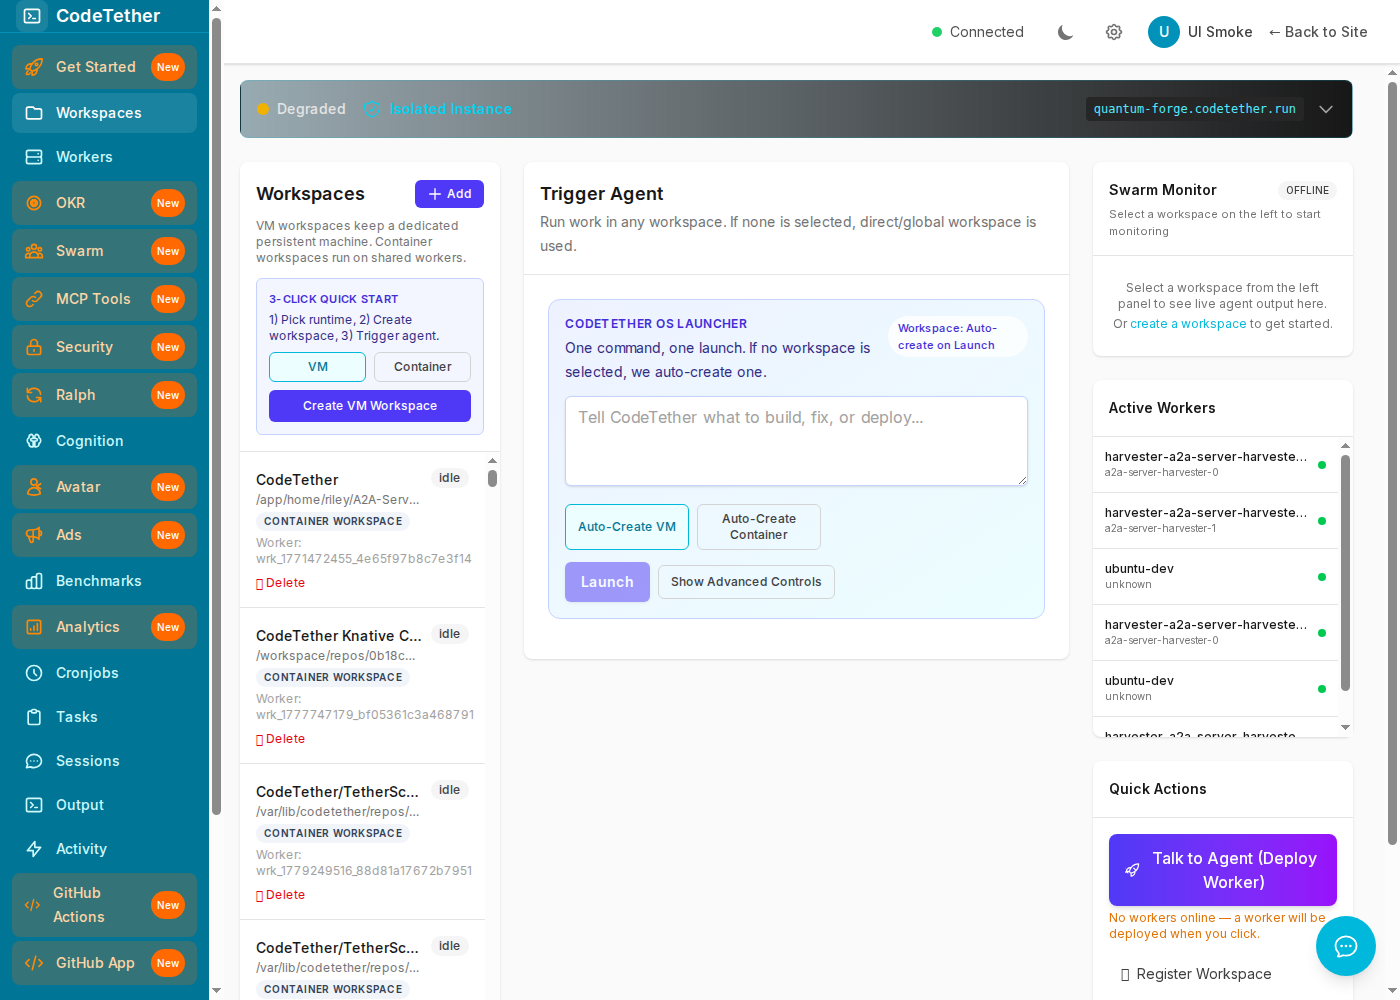 CodeTether
Get Started New
Workspaces
Workers
OKR New
Swarm New
MCP Tools New
Security New
Ralph New
Cognition
Avatar New
Ads New
Benchmarks
Analytics New
Cronjobs
Tasks
Sessions
Output
Activity
GitHub
Actions New
GitHub App New
Connected
U UI Smoke ← Back to Site
Degraded Isolated Instance
quantum-forge.codetether.run
Workspaces
Add
VM workspaces keep a dedicated
persistent machine. Container
workspaces run on shared workers.
3-CLICK QUICK START
1) Pick runtime, 2) Create
workspace, 3) Trigger agent.
VM Container
Create VM Workspace
CodeTether idle
/app/home/riley/A2A-Serv...
CONTAINER WORKSPACE
Worker:
wrk_1771472455_4e65f97b8c7e3f14
Delete
CodeTether Knative C... idle
/workspace/repos/0b18c...
CONTAINER WORKSPACE
Worker:
wrk_1777747179_bf05361c3a468791
Delete
CodeTether/TetherSc... idle
/var/lib/codetether/repos/...
CONTAINER WORKSPACE
Worker:
wrk_1779249516_88d81a17672b7951
Delete
CodeTether/TetherSc... idle
/var/lib/codetether/repos/...
CONTAINER WORKSPACE
Trigger Agent
Run work in any workspace. If none is selected, direct/global workspace is
used.
CODETETHER OS LAUNCHER
One command, one launch. If no workspace is
selected, we auto-create one.
Workspace: Auto-
create on Launch
Tell CodeTether what to build, fix, or deploy...
Auto-Create VM
Auto-Create
Container
Launch
Show Advanced Controls
Swarm Monitor OFFLINE
Select a workspace on the left to start
monitoring
Select a workspace from the left
panel to see live agent output here.
Or create a workspace to get started.
Active Workers
harvester-a2a-server-harveste...
a2a-server-harvester-0
harvester-a2a-server-harveste...
a2a-server-harvester-1
ubuntu-dev
unknown
harvester-a2a-server-harveste...
a2a-server-harvester-0
ubuntu-dev
unknown
harvester-a2a-server-harveste...
Quick Actions
Talk to Agent (Deploy
Worker)
No workers online — a worker will be
deployed when you click.
Register Workspace